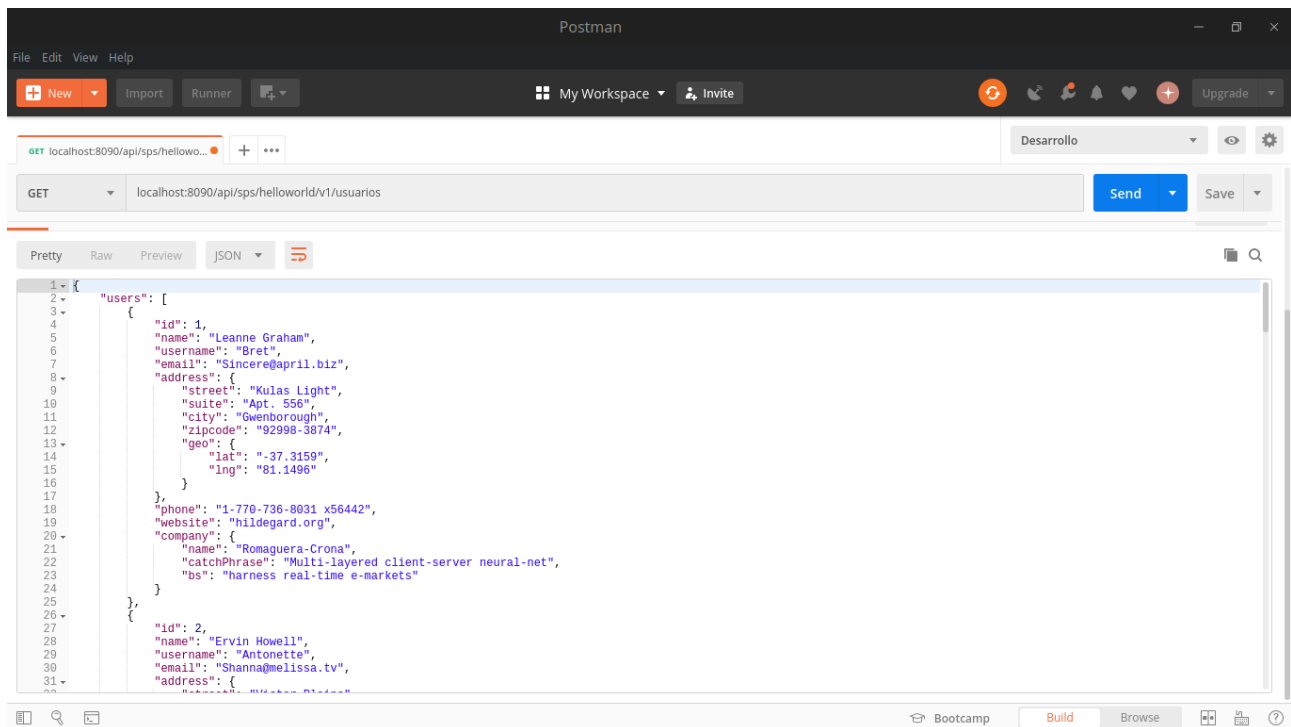 Postman
File Edit View Help
New Import Runner My Workspace Invite Upgrade
GET localhost:8090/api/sps/hellowo... Desarrollo
GET localhost:8090/api/sps/helloworld/v1/usuarios Send Save
Pretty Raw Preview JSON
1 {
2 "users": [
3 {
4 "id": 1,
5 "name": "Leanne Graham",
6 "username": "Bret",
7 "email": "Sincere@april.biz",
8 "address": {
9 "street": "Kulas Light",
10 "suite": "Apt. 556",
11 "city": "Gwenborough",
12 "zipcode": "92998-3874",
13 "geo": {
14 "lat": "-37.3159",
15 "lng": "81.1496"
16 }
17 },
18 "phone": "1-770-736-8031 x56442",
19 "website": "hildegard.org",
20 "company": {
21 "name": "Romaguera-Crona",
22 "catchPhrase": "Multi-layered client-server neural-net",
23 "bs": "harness real-time e-markets"
24 }
25 },
26 {
27 "id": 2,
28 "name": "Ervin Howell",
29 "username": "Antonette",
30 "email": "Shanna@melissa.tv",
31 "address": {
Bootcamp Build Browse